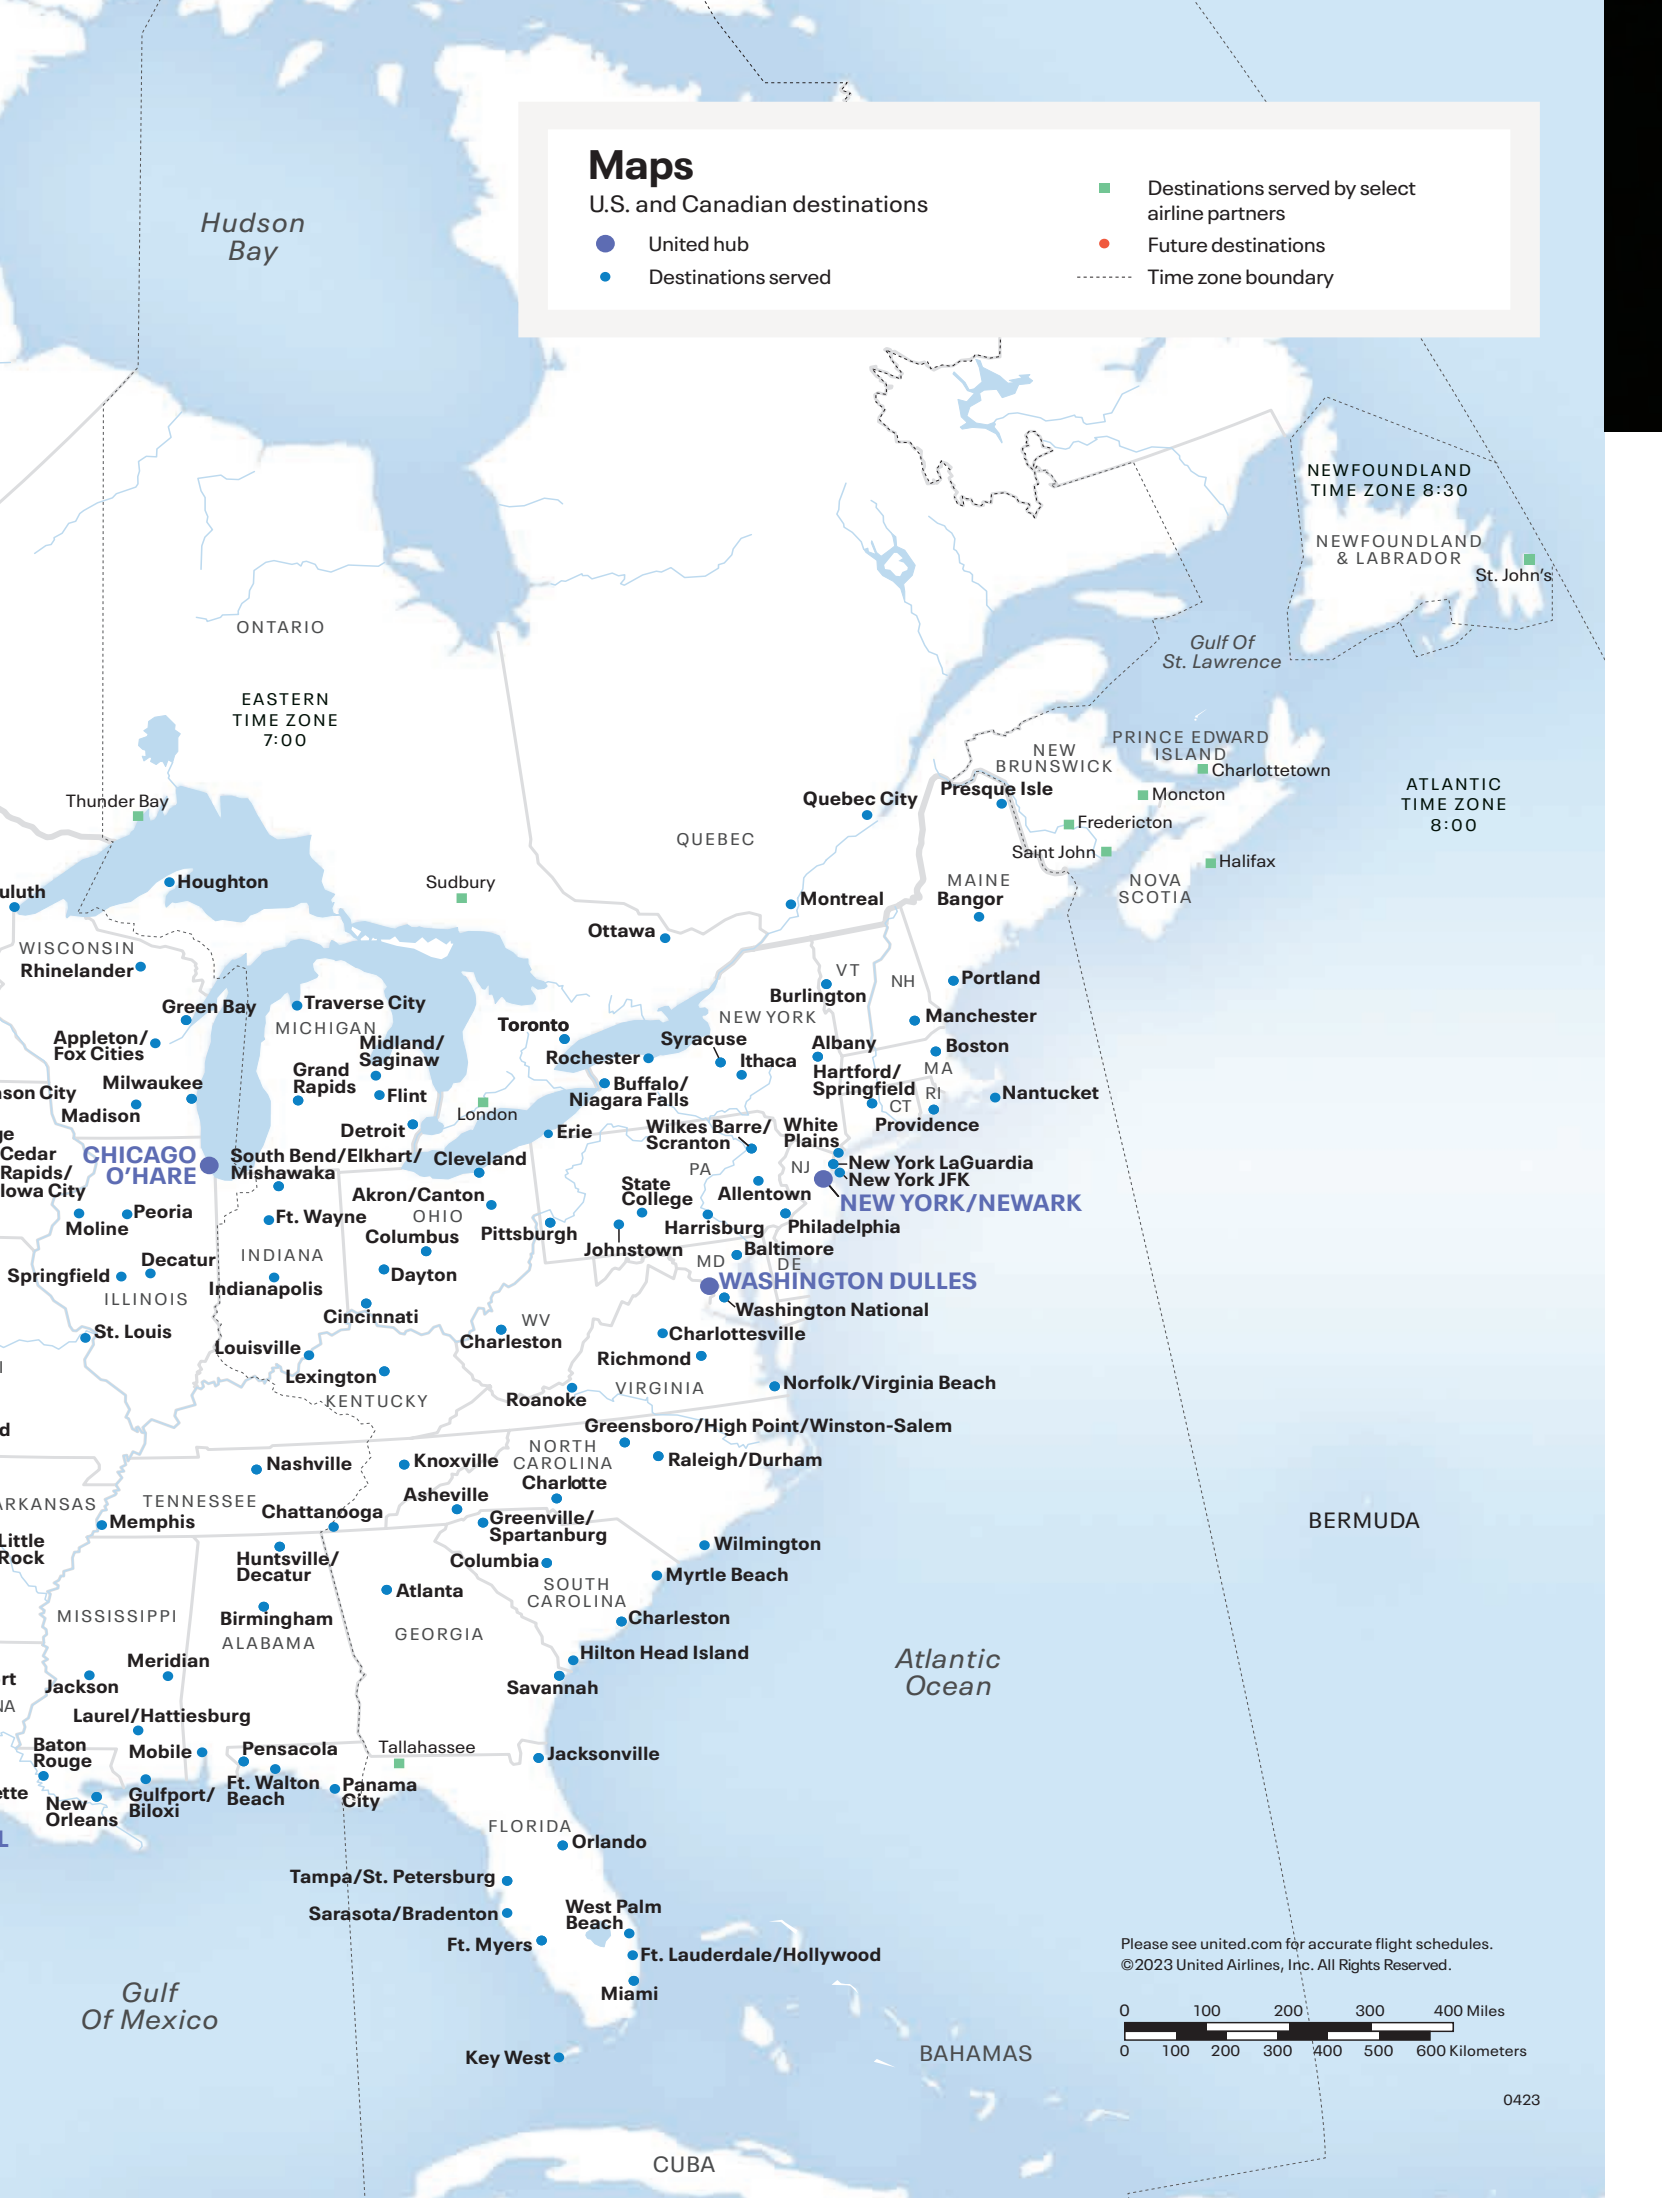 Maps
U.S. and Canadian destinations
United hub
Destinations served
Destinations served by select
airline partners
Future destinations
Time zone boundary
Hudson
Bay
NEWFOUNDLAND
TIME ZONE 8:30
NEWFOUNDLAND
& LABRADOR
St. John's
ONTARIO
Gulf Of
St. Lawrence
EASTERN
TIME ZONE
7:00
PRINCE EDWARD
ISLAND
NEW
BRUNSWICK
Charlottetown
ATLANTIC
TIME ZONE
8:00
Thunder Bay
Quebec City
Presque Isle
Moncton
Fredericton
QUEBEC
Saint John
Halifax
Houghton
Sudbury
MAINE
NOVA
SCOTIA
uluth
Montreal
Bangor
Ottawa
WISCONSIN
Rhinelander
VT
NH
Portland
Green Bay
Traverse City
Burlington
MICHIGAN
Toronto
NEW YORK
Manchester
Appleton/
Fox Cities
Midland/
Saginaw
Syracuse
Albany
Boston
Rochester
Ithaca
Grand
Rapids
Hartford/
Springfield
MA
Milwaukee
son City
Flint
Buffalo/
Niagara Falls
RI
Nantucket
Madison
London
CT
Detroit
Erie
Wilkes Barre/
Scranton
White
Plains
Providence
ge
Cedar
Rapids/
Iowa City
CHICAGO
O'HARE
South Bend/Elkhart/
Mishawaka
Cleveland
PA
NJ
New York LaGuardia
New York JFK
Akron/Canton
State
College
Allentown
NEW YORK/NEWARK
Moline
Peoria
Ft. Wayne
OHIO
Columbus
Pittsburgh
Johnstown
Harrisburg
Philadelphia
INDIANA
Decatur
Baltimore
MD
DE
Springfield
Indianapolis
Dayton
WASHINGTON DULLES
ILLINOIS
Cincinnati
WV
Washington National
St. Louis
Charleston
Charlottesville
Louisville
Richmond
Lexington
KENTUCKY
Roanoke
VIRGINIA
Norfolk/Virginia Beach
d
Greensboro/High Point/Winston-Salem
NORTH
CAROLINA
Nashville
Knoxville
Raleigh/Durham
Charlotte
ARKANSAS
TENNESSEE
Asheville
Chattanooga
Memphis
Greenville/
Spartanburg
BERMUDA
Little
Rock
Huntsville/
Decatur
Columbia
Wilmington
Atlanta
Myrtle Beach
SOUTH
CAROLINA
MISSISSIPPI
Birmingham
Charleston
ALABAMA
GEORGIA
Hilton Head Island
Atlantic
Ocean
Meridian
rt
Jackson
Savannah
NA
Laurel/Hattiesburg
Baton
Rouge
Mobile
Pensacola
Tallahassee
Jacksonville
ette
New
Orleans
Gulfport/
Biloxi
Ft. Walton
Beach
Panama
City
L
FLORIDA
Orlando
Tampa/St. Petersburg
Sarasota/Bradenton
West Palm
Beach
Ft. Myers
Ft. Lauderdale/Hollywood
Miami
Gulf
Of Mexico
Key West
BAHAMAS
CUBA
Please see united.com for accurate flight schedules.
©2023 United Airlines, Inc. All Rights Reserved.
0 100 200 300 400 Miles
0 100 200 300 400 500 600 Kilometers
0423